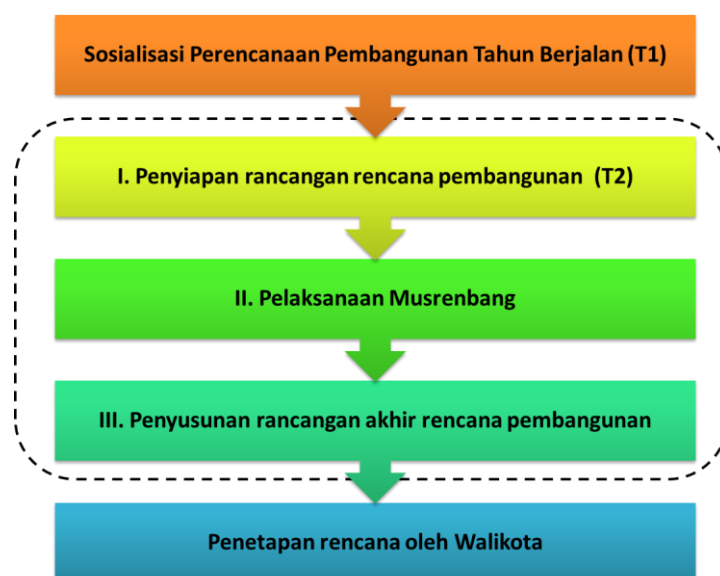 Sosialisasi Perencanaan Pembangunan Tahun Berjalan (T1)
I. Penyiapan rancangan rencana pembangunan (T2)
II. Pelaksanaan Musrenbang
III. Penyusunan rancangan akhir rencana pembangunan
Penetapan rencana oleh Walikota